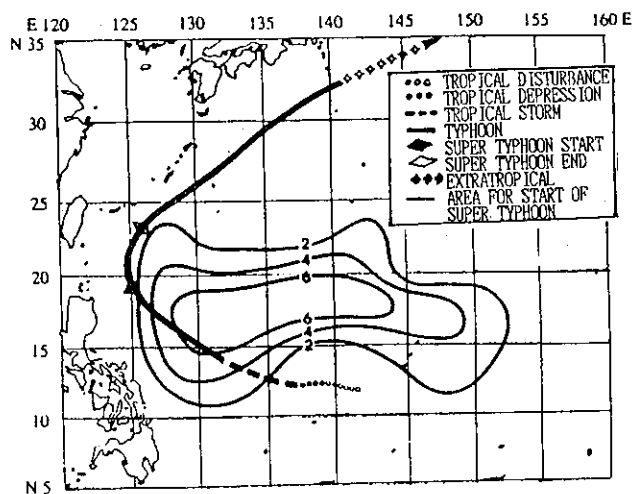 E 120 125 130 135 140 145 150 155 160 E
N 35
30
25
20
15
10
N 5
TROPICAL DISTURBANCE
TROPICAL DEPRESSION
TROPICAL STORM
TYPHOON
SUPER TYPHOON START
SUPER TYPHOON END
EXTRATROPICAL
AREA FOR START OF
SUPER TYPHOON
2
4
6
6
4
2